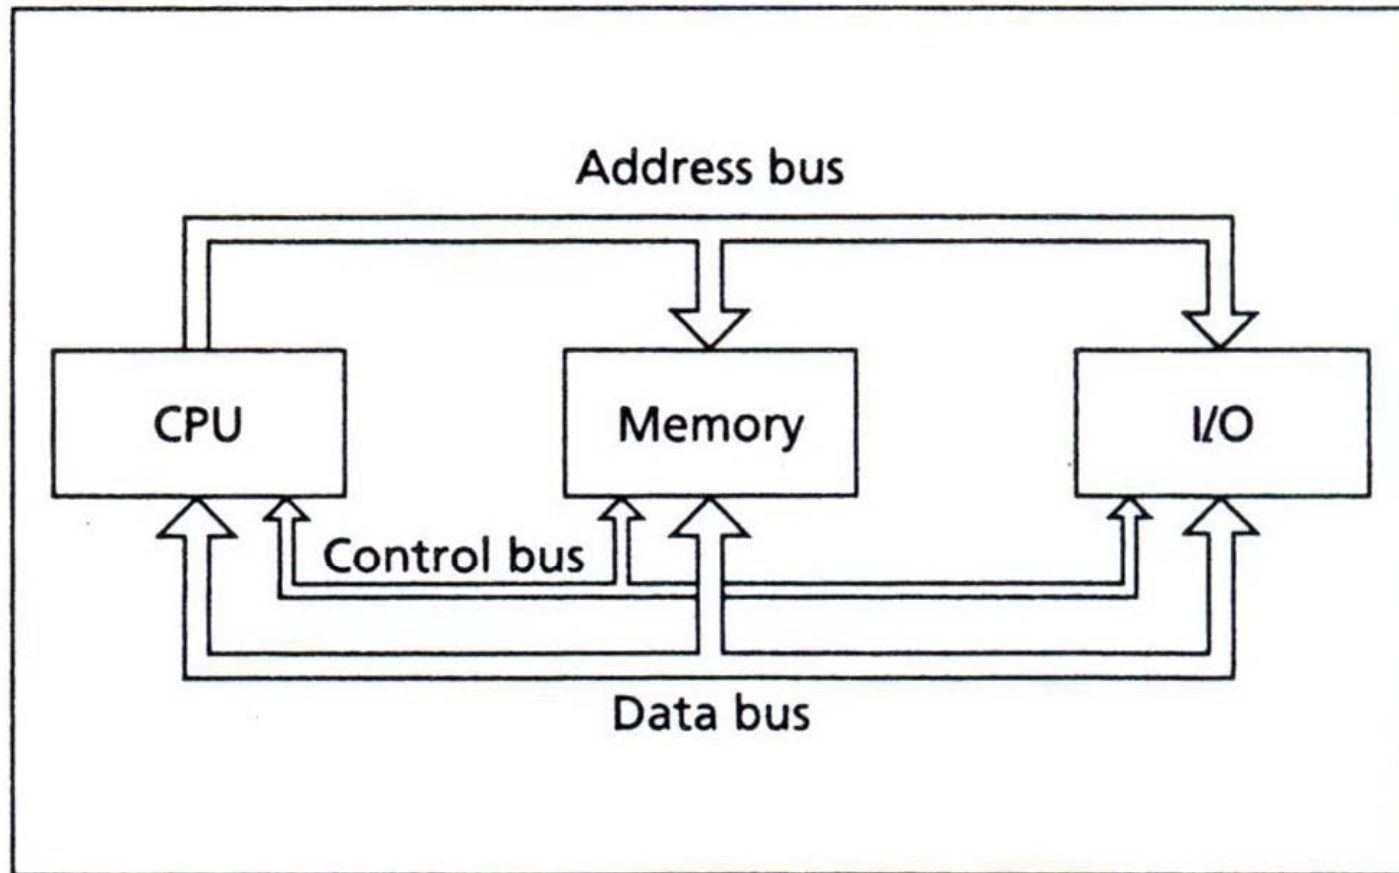 Address bus
CPU
Memory
I/O
Control bus
Data bus